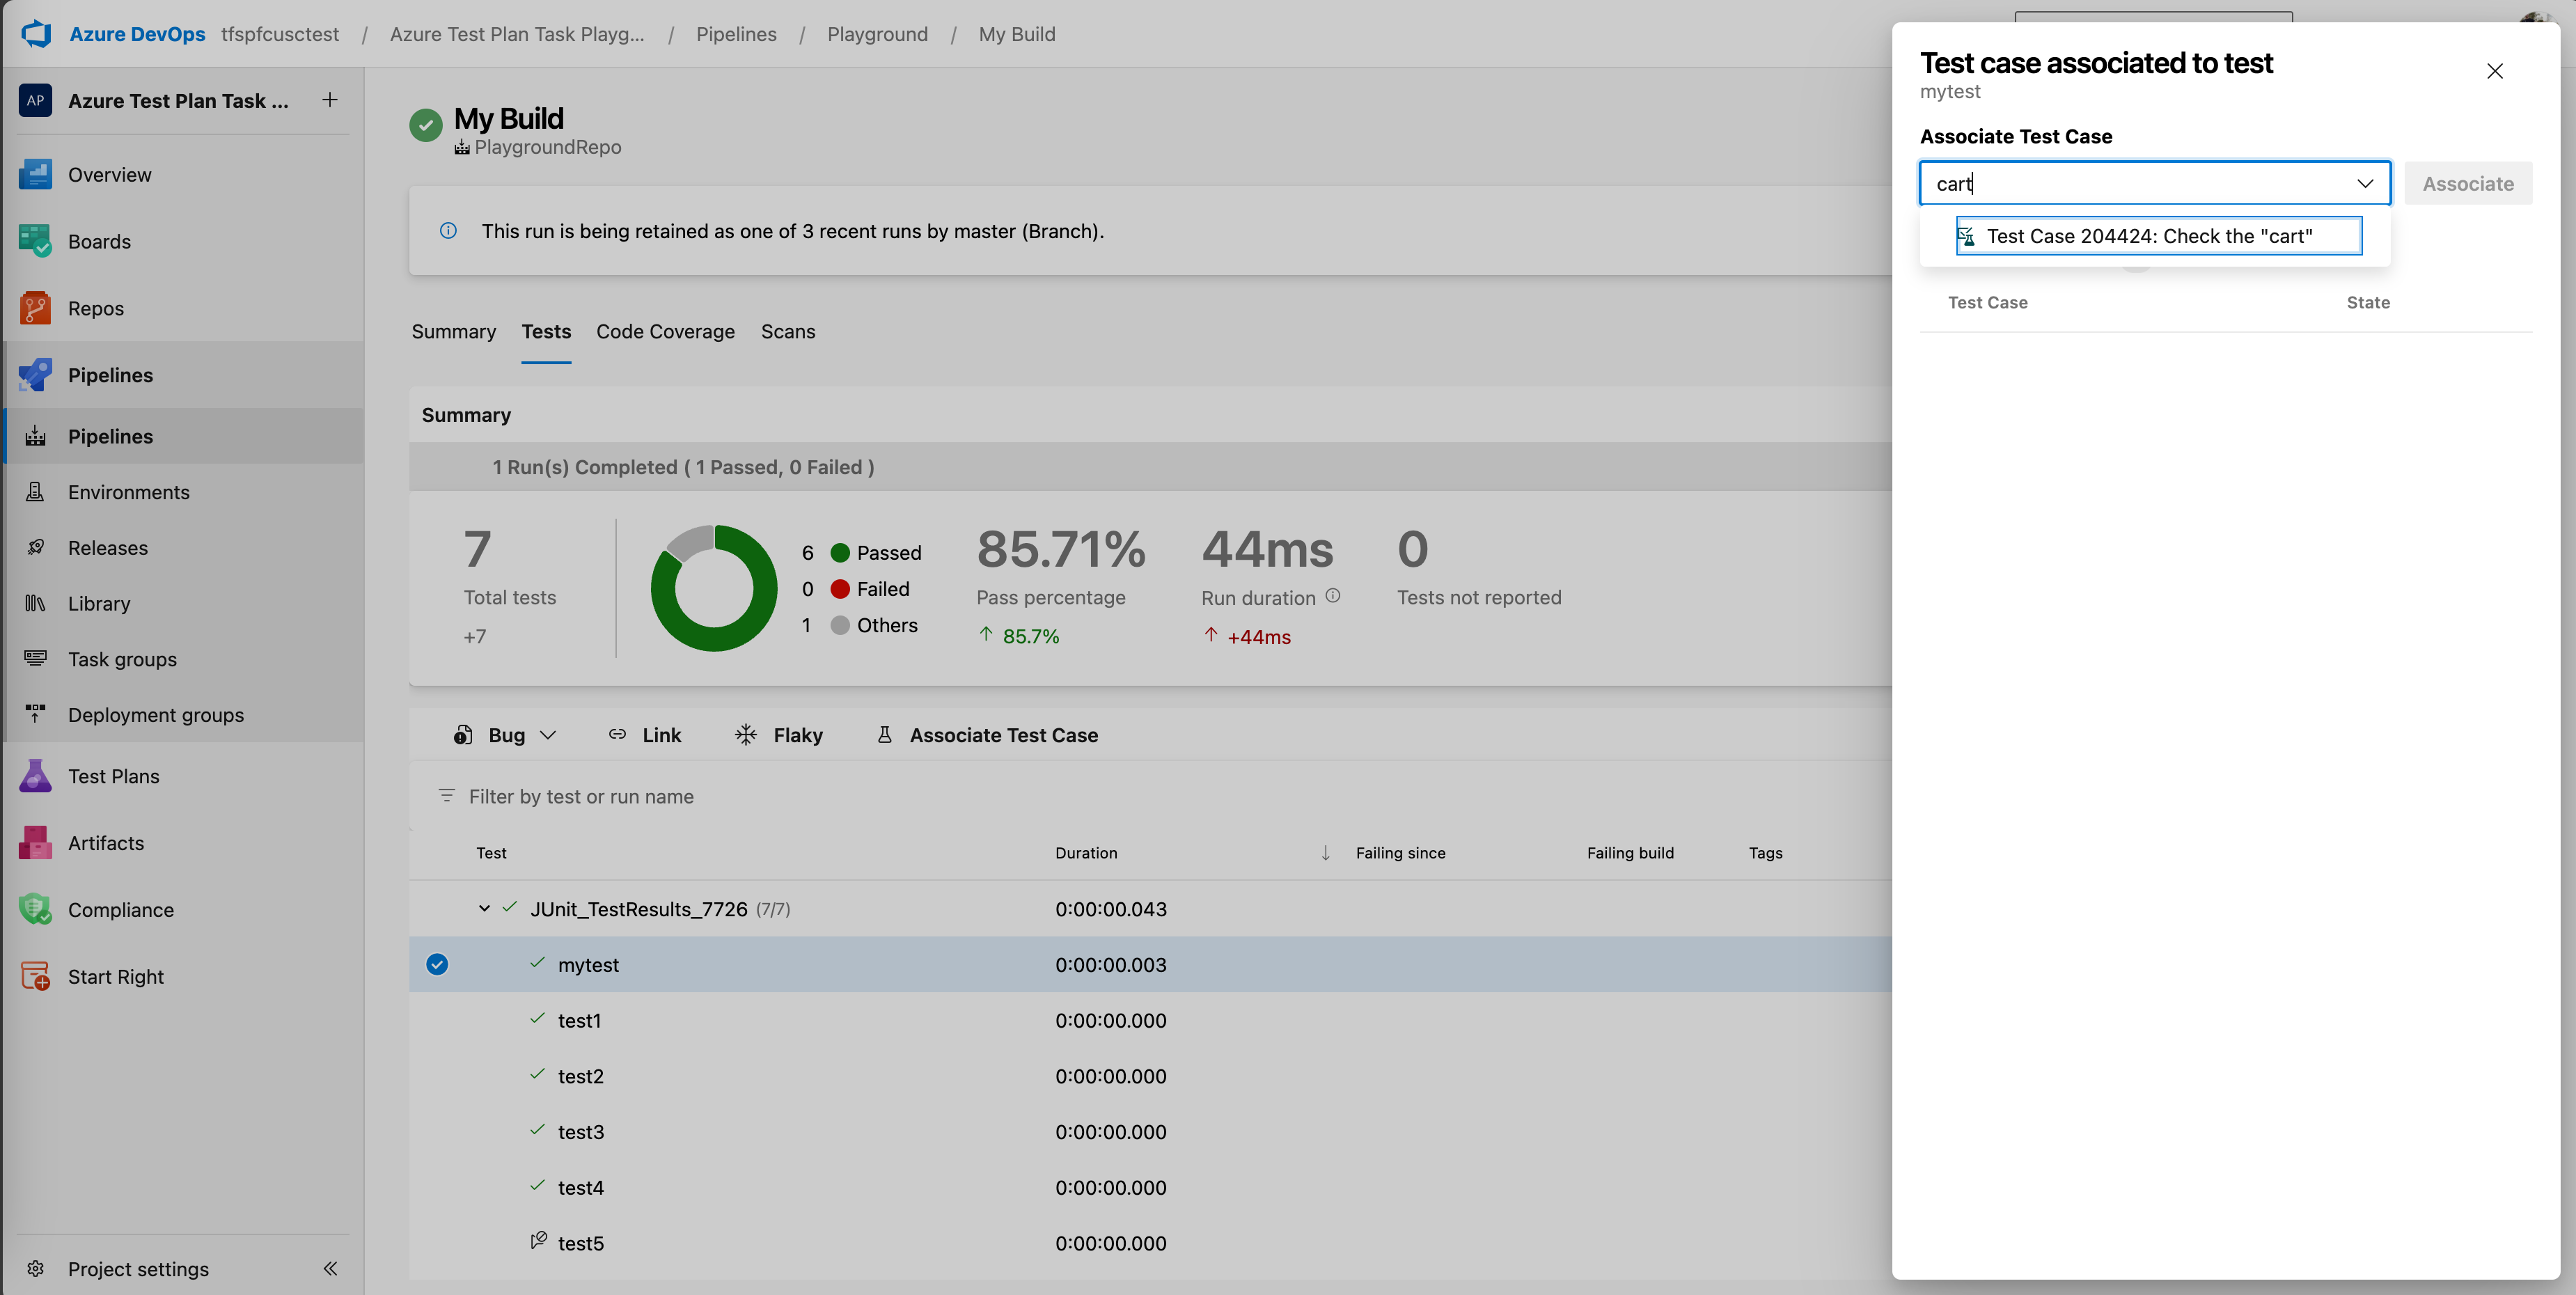 Azure DevOps tfspfcusctest / Azure Test Plan Task Playg... / Pipelines / Playground / My Build
AP Azure Test Plan Task ... +
Overview
Boards
Repos
Pipelines
Pipelines
Environments
Releases
Library
Task groups
Deployment groups
Test Plans
Artifacts
Compliance
Start Right
Project settings
My Build
PlaygroundRepo
This run is being retained as one of 3 recent runs by master (Branch).
Summary Tests Code Coverage Scans
Summary
1 Run(s) Completed ( 1 Passed, 0 Failed )
7
Total tests
+7
6 Passed
0 Failed
1 Others
85.71%
Pass percentage
85.7%
44ms
Run duration
+44ms
0
Tests not reported
Bug Link Flaky Associate Test Case
Filter by test or run name
Test Duration Failing since Failing build Tags
JUnit_TestResults_7726 (7/7) 0:00:00.043
mytest 0:00:00.003
test1 0:00:00.000
test2 0:00:00.000
test3 0:00:00.000
test4 0:00:00.000
test5 0:00:00.000
Test case associated to test
mytest
Associate Test Case
cart Associate
Test Case 204424: Check the "cart"
Test Case State